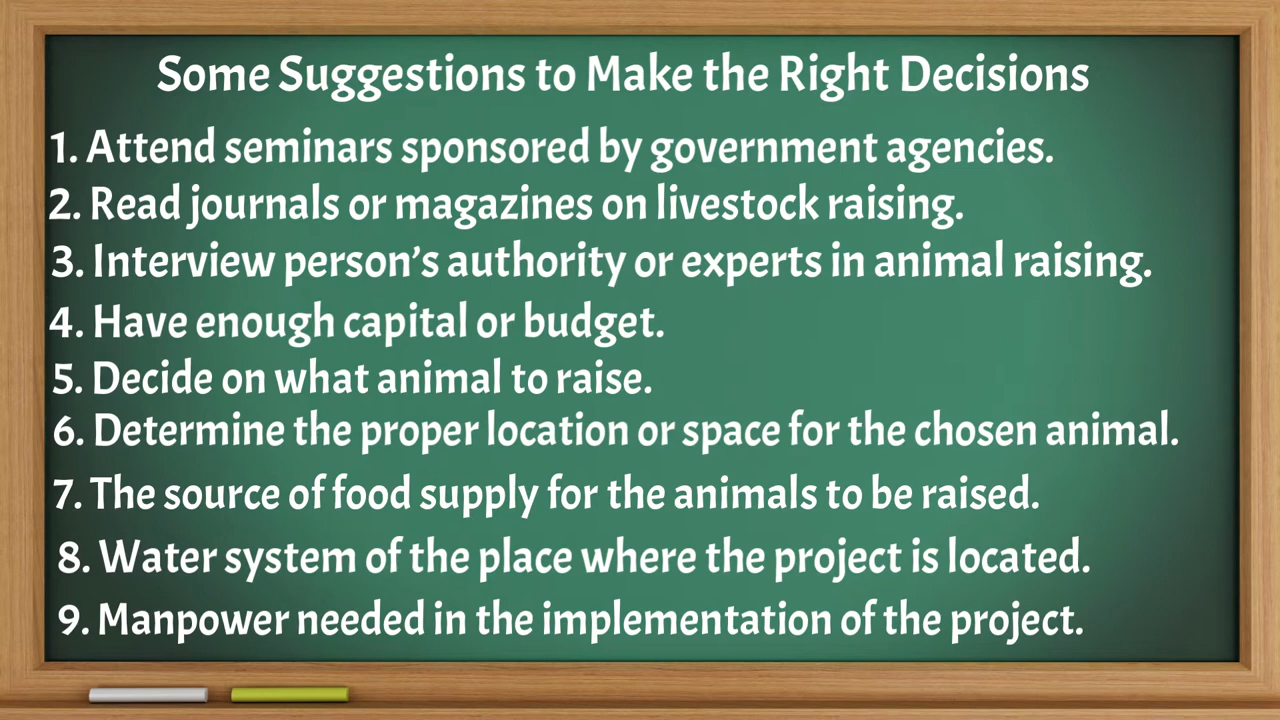 Some Suggestions to Make the Right Decisions
1. Attend seminars sponsored by government agencies.
2. Read journals or magazines on livestock raising.
3. Interview person’s authority or experts in animal raising.
4. Have enough capital or budget.
5. Decide on what animal to raise.
6. Determine the proper location or space for the chosen animal.
7. The source of food supply for the animals to be raised.
8. Water system of the place where the project is located.
9. Manpower needed in the implementation of the project.